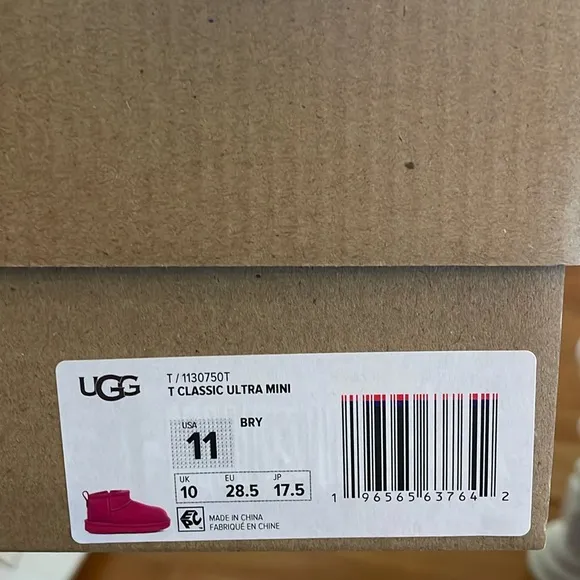 UGG
T / 1130750T
T CLASSIC ULTRA MINI
USA
11
BRY
UK EU JP
10 28.5 17.5
MADE IN CHINA
FABRIQUÉ EN CHINE
1 96565 63764 2